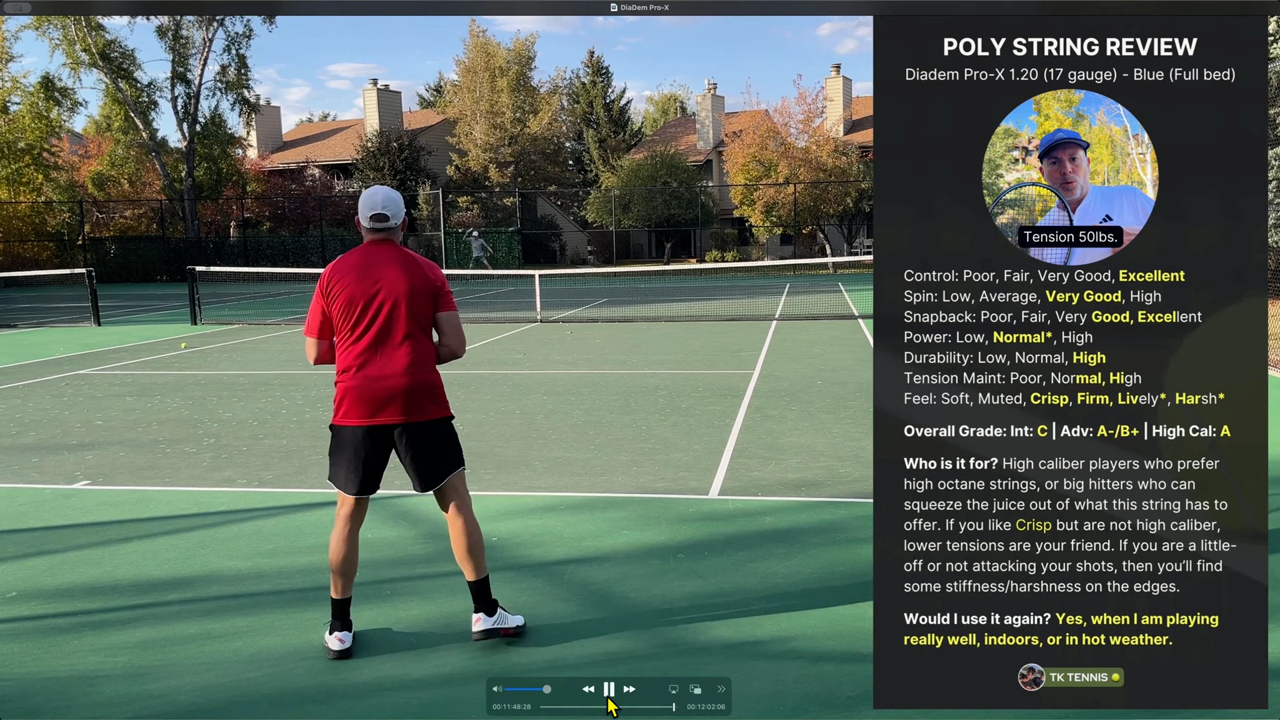 DiaDem Pro-X
POLY STRING REVIEW
Diadem Pro-X 1.20 (17 gauge) - Blue (Full bed)
Tension 50lbs.
Control: Poor, Fair, Very Good, Excellent
Spin: Low, Average, Very Good, High
Snapback: Poor, Fair, Very Good, Excellent
Power: Low, Normal*, High
Durability: Low, Normal, High
Tension Maint: Poor, Normal, High
Feel: Soft, Muted, Crisp, Firm, Lively*, Harsh*
Overall Grade: Int: C | Adv: A-/B+ | High Cal: A
Who is it for? High caliber players who prefer
high octane strings, or big hitters who can
squeeze the juice out of what this string has to
offer. If you like Crisp but are not high caliber,
lower tensions are your friend. If you are a little-
off or not attacking your shots, then you'll find
some stiffness/harshness on the edges.
Would I use it again? Yes, when I am playing
really well, indoors, or in hot weather.
TK TENNIS
00:11:48:28
00:12:02:06